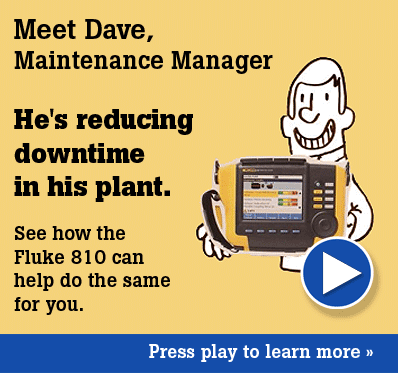 Meet Dave,
Maintenance Manager
He's reducing
downtime
in his plant.
See how the
Fluke 810 can
help do the same
for you.
Press play to learn more »